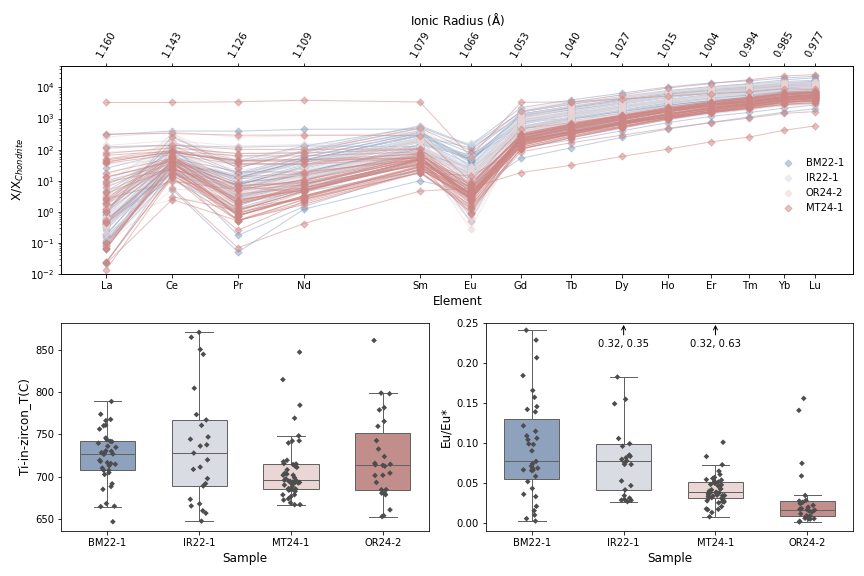 Ionic Radius (Å)
1.160 1.143 1.126 1.109 1.079 1.066 1.053 1.040 1.027 1.015 1.004 0.994 0.985 0.977
X/X_Chondrite
10⁴
10³
10²
10¹
10⁰
10⁻¹
10⁻²
BM22-1
IR22-1
OR24-2
MT24-1
La Ce Pr Nd Sm Eu Gd Tb Dy Ho Er Tm Yb Lu
Element
Ti-in-zircon_T(C)
850
800
750
700
650
BM22-1 IR22-1 MT24-1 OR24-2
Sample
Eu/Eu*
0.25
0.20
0.15
0.10
0.05
0.00
0.32, 0.35 0.32, 0.63
BM22-1 IR22-1 MT24-1 OR24-2
Sample